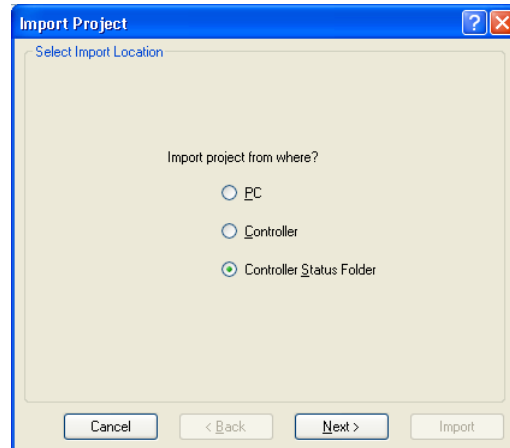 Import Project
Select Import Location
Import project from where?
PC
Controller
Controller Status Folder
Cancel < Back Next > Import